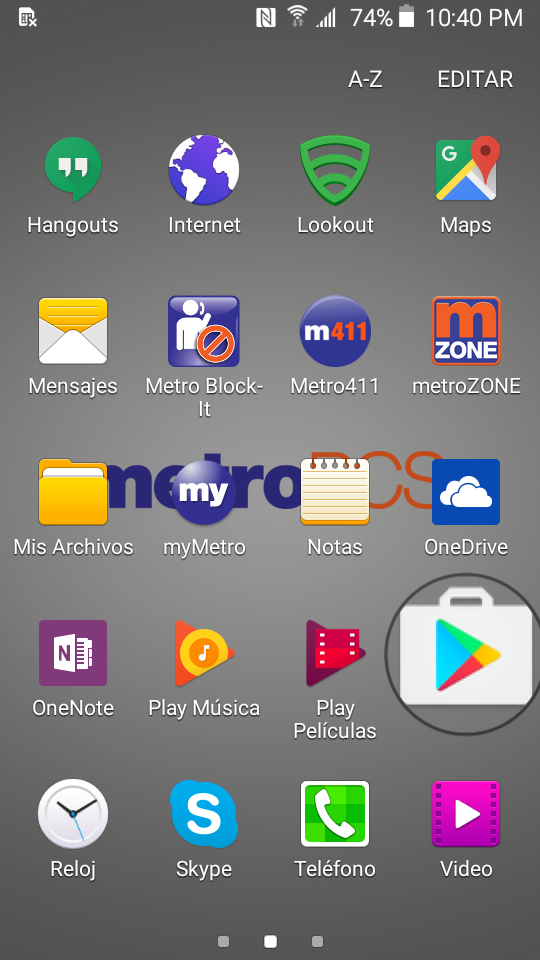 74% 10:40 PM
A-Z EDITAR
G
Hangouts Internet Lookout Maps
m411 m ZONE
Mensajes Metro Block-It Metro411 metroZONE
metroPCS
my
Mis Archivos myMetro Notas OneDrive
N
OneNote Play Música Play Películas
S
Reloj Skype Teléfono Video